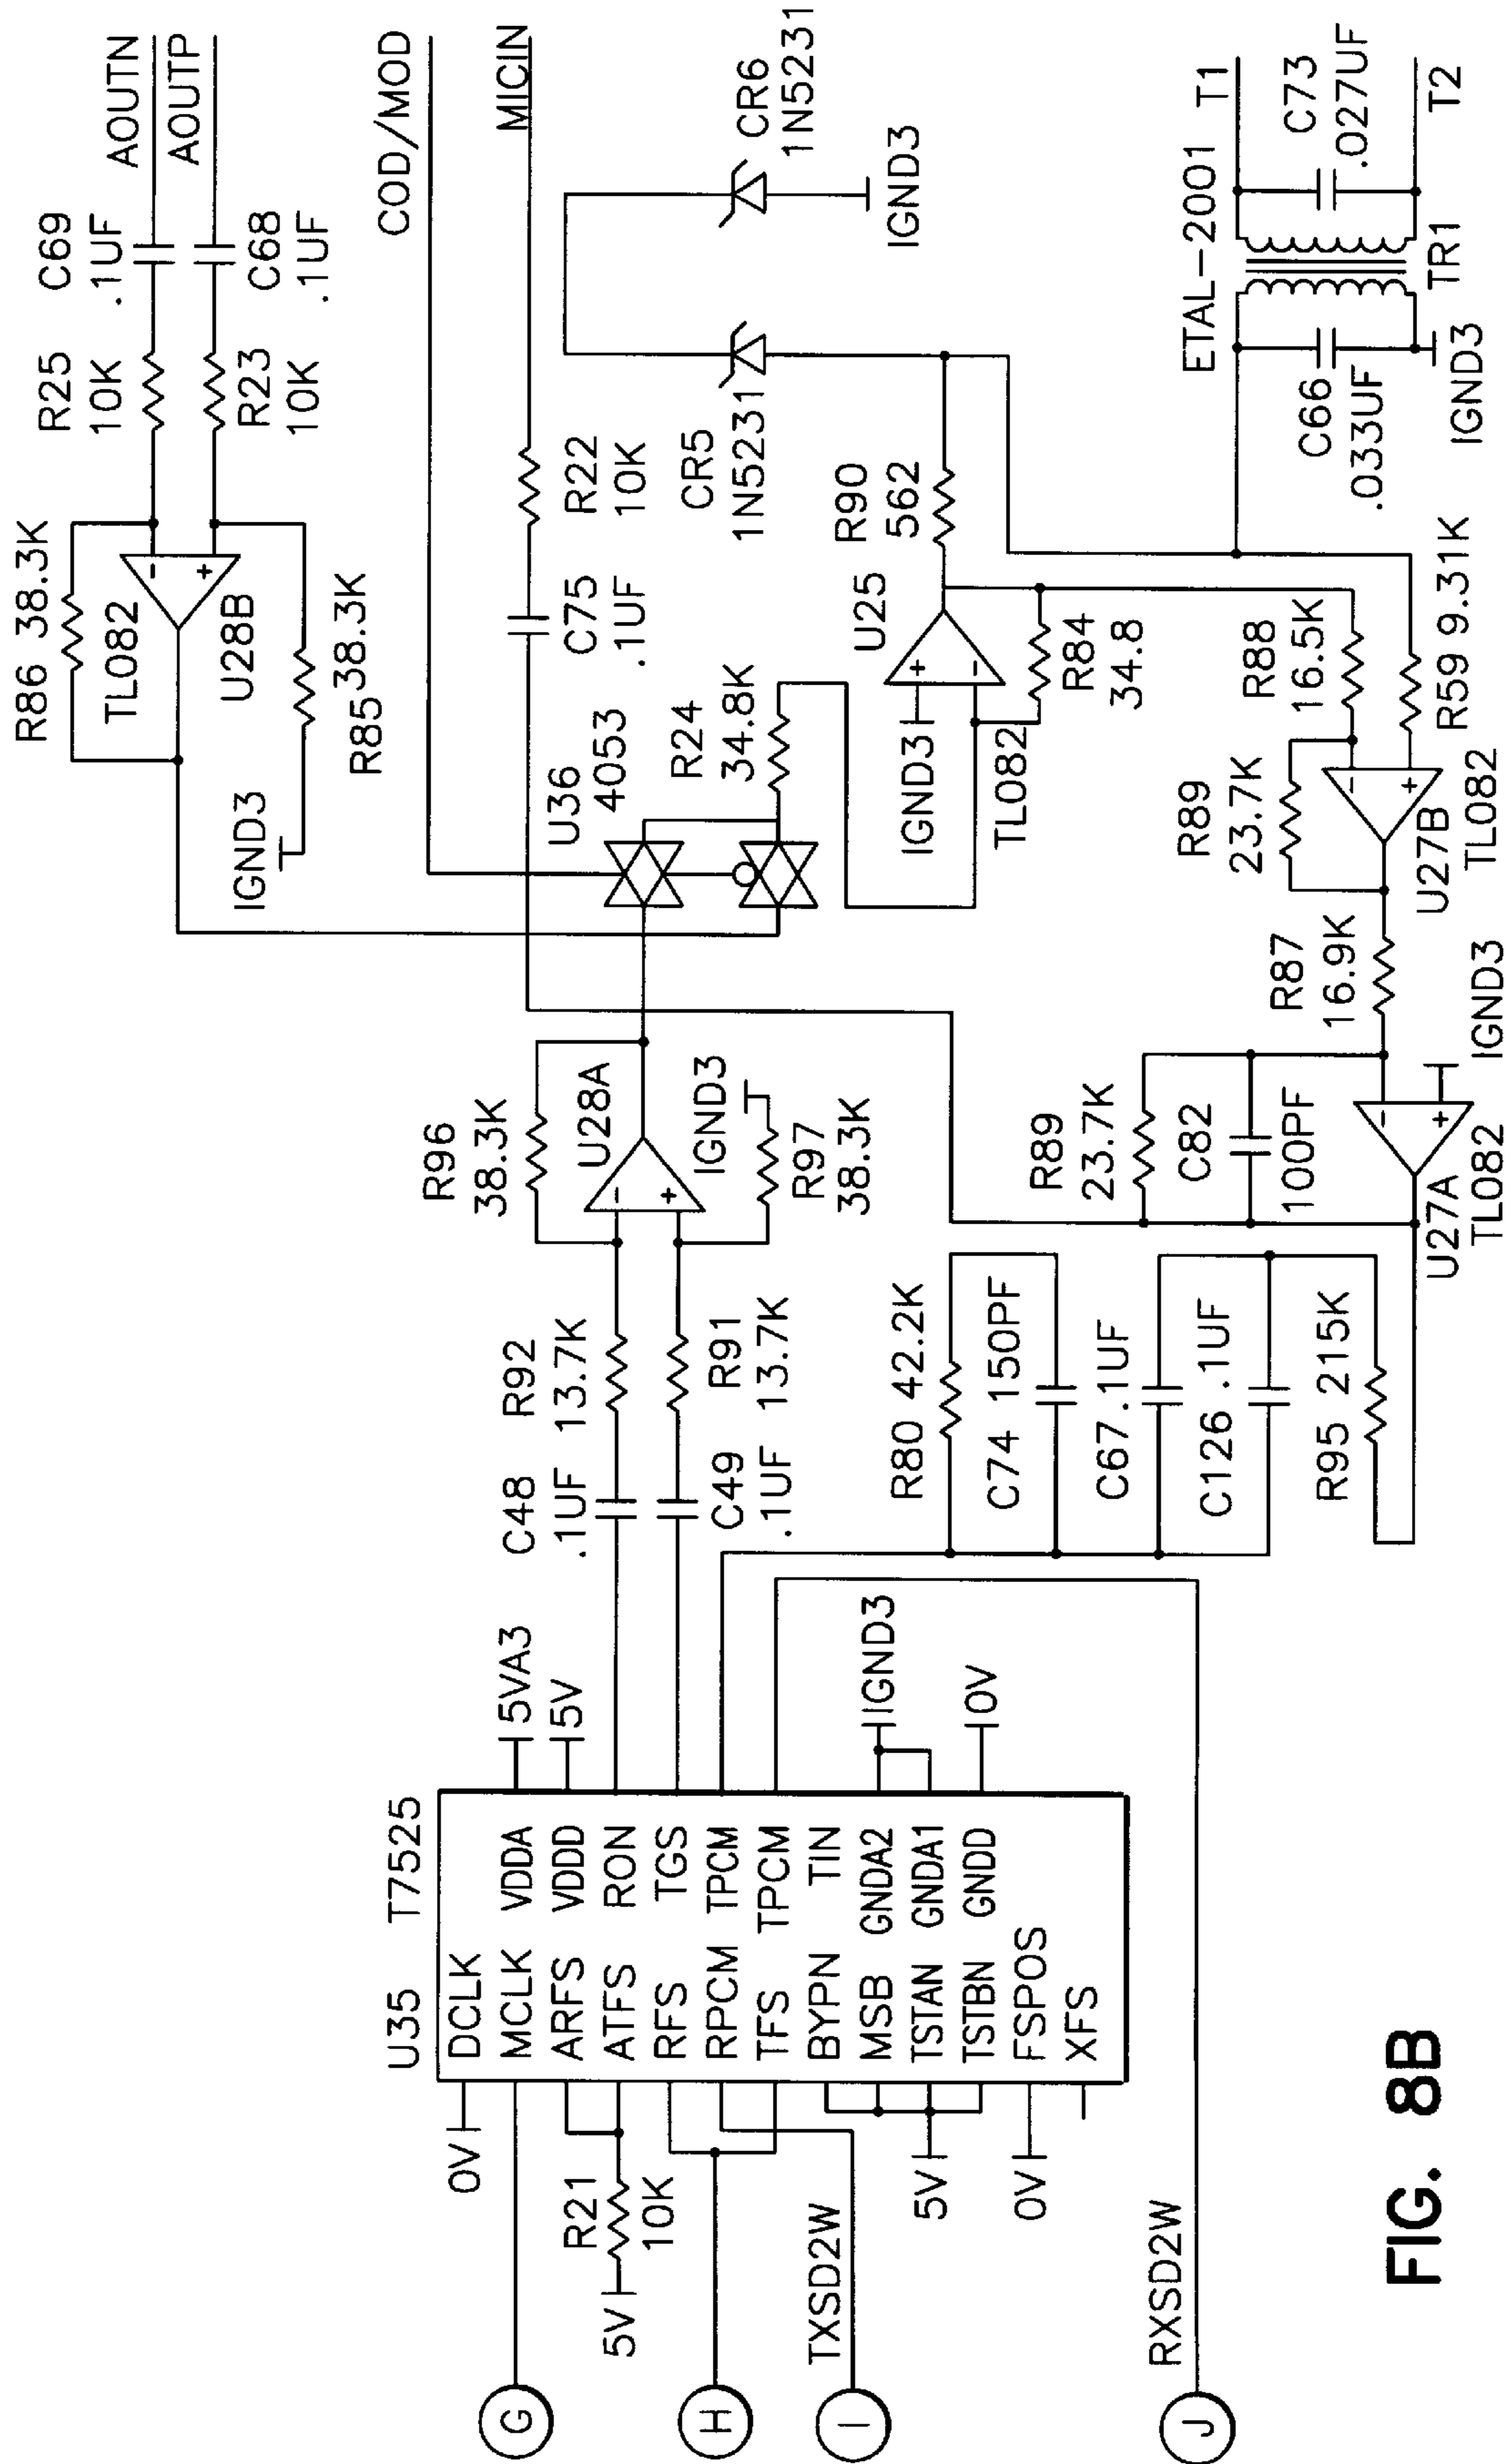 U35 T7525
DCLK
MCLK VDDA
ARFS VDDD
ATFS RON
RFS TGS
RPCM TPCM
TFS TPCM
BYPN TIN
MSB GNDA2
TSTAN GNDA1
TSTBN GNDD
FSPOS
XFS
0V
G
R21
10K
5V
H
TXSD2W
I
5V
0V
RXSD2W
J
5VA3
5V
IGND3
0V
C48 R92
.1UF 13.7K
R91
C49 13.7K
.1UF
R96
38.3K
U28A
-
+
IGND3
R97
38.3K
R80 42.2K
C74 150PF
C67 .1UF
C126 .1UF
R95 215K
R89
23.7K
C82
100PF
-
+
U27A
TL082
IGND3
R87
16.9K
R89
23.7K
-
+
U27B
TL082
R88
16.5K
R59 9.31K
R86 38.3K
TL082
-
+
U28B
R85 38.3K
IGND3
R25 C69
10K .1UF
AOUTN
AOUTP
R23 C68
10K .1UF
COD/MOD
MICIN
C75
.1UF
R22
10K
U36
4053
R24
34.8K
U25
+
-
IGND3
TL082
R84
34.8
R90
562
CR5
1N5231
CR6
1N5231
IGND3
ETAL-2001 T1
C73
.027UF
T2
TR1
C66
.033UF
IGND3
FIG. 8B